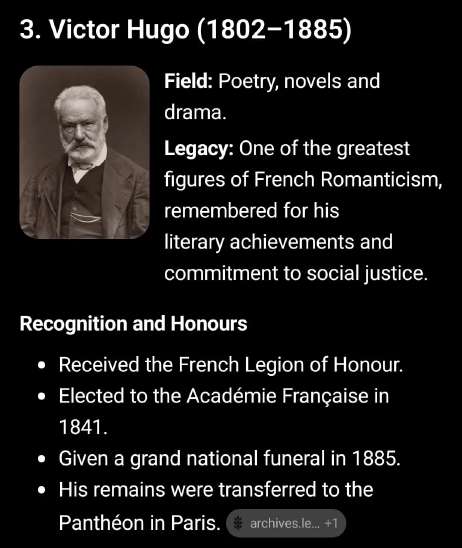 3. Victor Hugo (1802–1885)
Field: Poetry, novels and
drama.
Legacy: One of the greatest
figures of French Romanticism,
remembered for his
literary achievements and
commitment to social justice.
Recognition and Honours
• Received the French Legion of Honour.
• Elected to the Académie Française in
1841.
• Given a grand national funeral in 1885.
• His remains were transferred to the
Panthéon in Paris. archives.le... +1